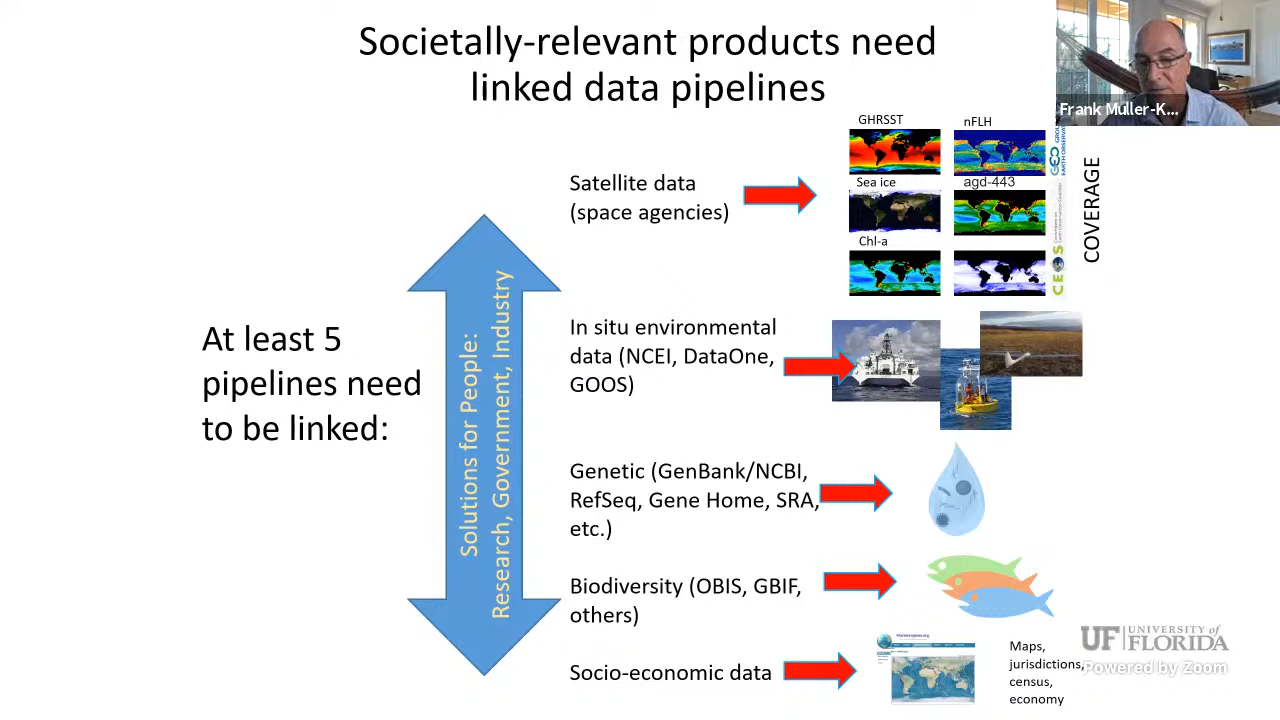 Societally-relevant products need
linked data pipelines
Frank Muller-K...
At least 5
pipelines need
to be linked:
Solutions for People:
Research, Government, Industry
Satellite data
(space agencies)
GHRSST
nFLH
Sea ice
agd-443
Chl-a
CEOS
COVERAGE
In situ environmental
data (NCEI, DataOne,
GOOS)
Genetic (GenBank/NCBI,
RefSeq, Gene Home, SRA,
etc.)
Biodiversity (OBIS, GBIF,
others)
Socio-economic data
Maps,
jurisdictions,
census,
economy
UF UNIVERSITY of
FLORIDA
Powered by Zoom